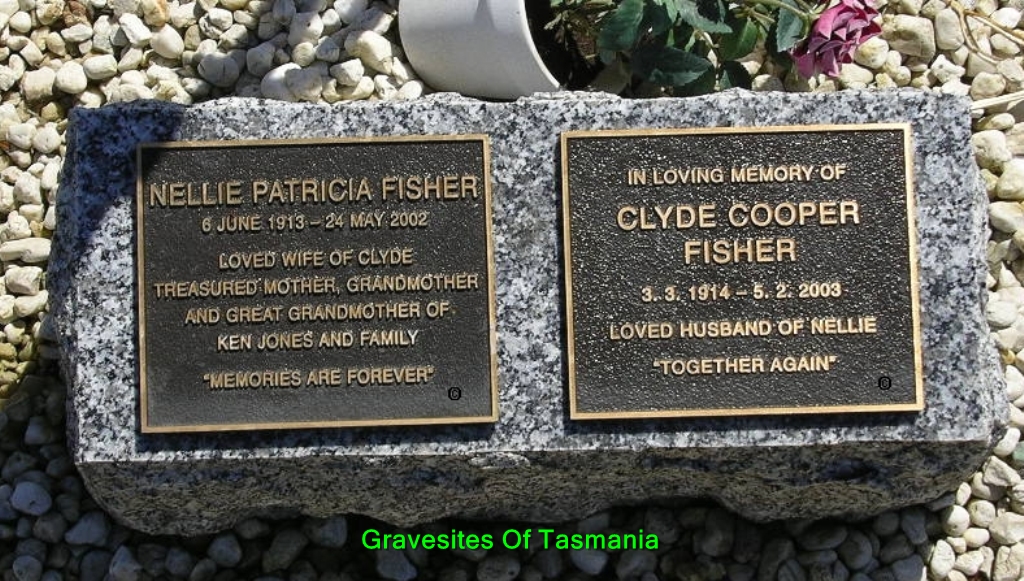 NELLIE PATRICIA FISHER
6 JUNE 1913 – 24 MAY 2002
LOVED WIFE OF CLYDE
TREASURED MOTHER, GRANDMOTHER
AND GREAT GRANDMOTHER OF
KEN JONES AND FAMILY
"MEMORIES ARE FOREVER"
©
IN LOVING MEMORY OF
CLYDE COOPER
FISHER
3. 3. 1914 – 5. 2. 2003
LOVED HUSBAND OF NELLIE
"TOGETHER AGAIN"
©
Gravesites Of Tasmania